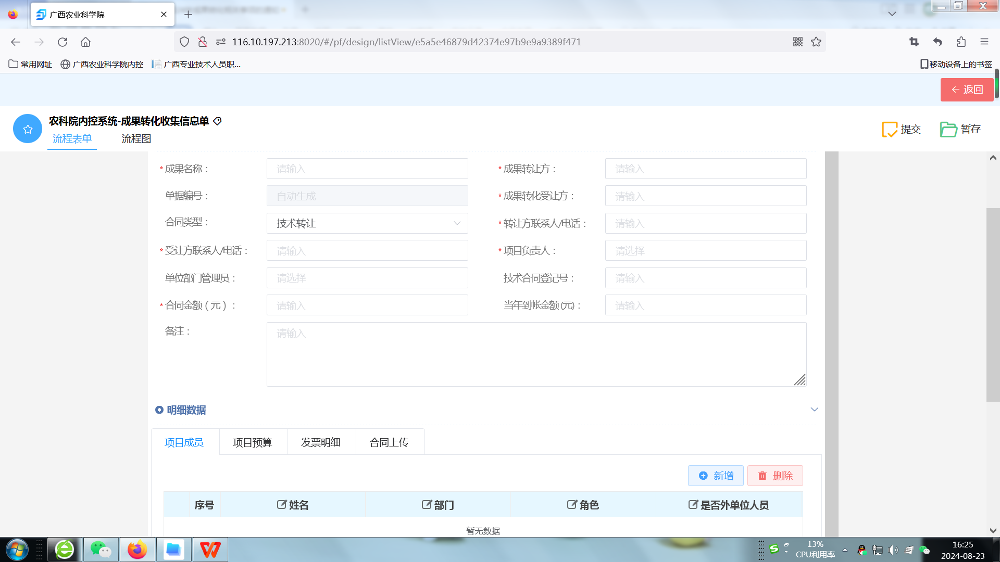 广西农业科学院
116.10.197.213:8020/#/pf/design/listView/e5a5e46879d42374e97b9e9a9389f471
常用网址 广西农业科学院内控 广西专业技术人员职... 移动设备上的书签
返回
农科院内控系统-成果转化收集信息单
流程表单 流程图 提交 暂存
*成果名称： 请输入 *成果转让方： 请输入
单据编号： 自动生成 *成果转化受让方： 请输入
合同类型： 技术转让 *转让方联系人/电话： 请输入
*受让方联系人/电话： 请输入 *项目负责人： 请选择
单位部门管理员： 请选择 技术合同登记号： 请输入
*合同金额（元）： 请输入 当年到帐金额(元)： 请输入
备注： 请输入
明细数据
项目成员 项目预算 发票明细 合同上传
新增 删除
序号 姓名 部门 角色 是否外单位人员
暂无数据
13%
CPU利用率
16:25
2024-08-23